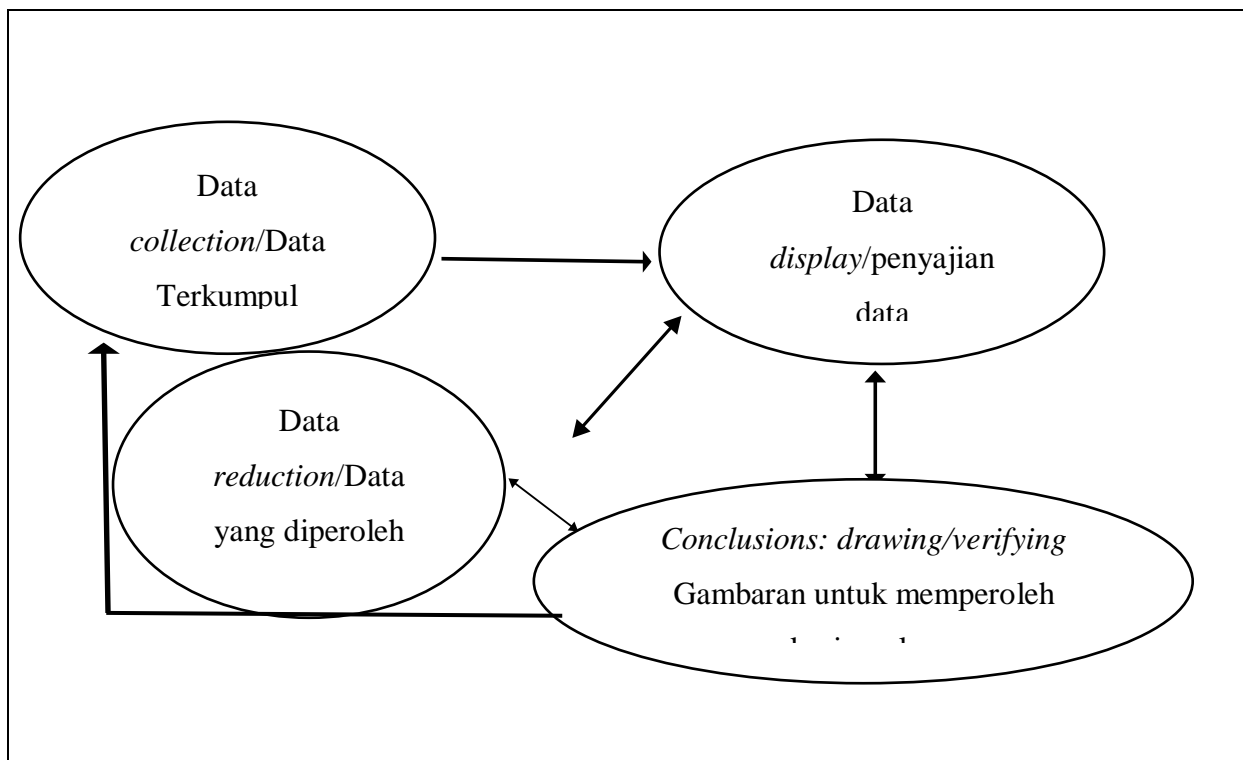 Data
collection/Data
Terkumpul
Data
display/penyajian
data
Data
reduction/Data
yang diperoleh
Conclusions: drawing/verifying
Gambaran untuk memperoleh